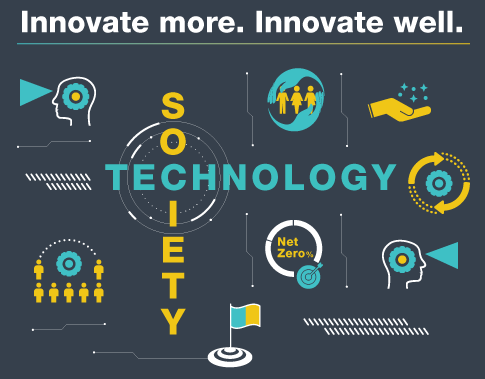 Innovate more. Innovate well.
SOCIETY
TECHNOLOGY
Net
Zero%